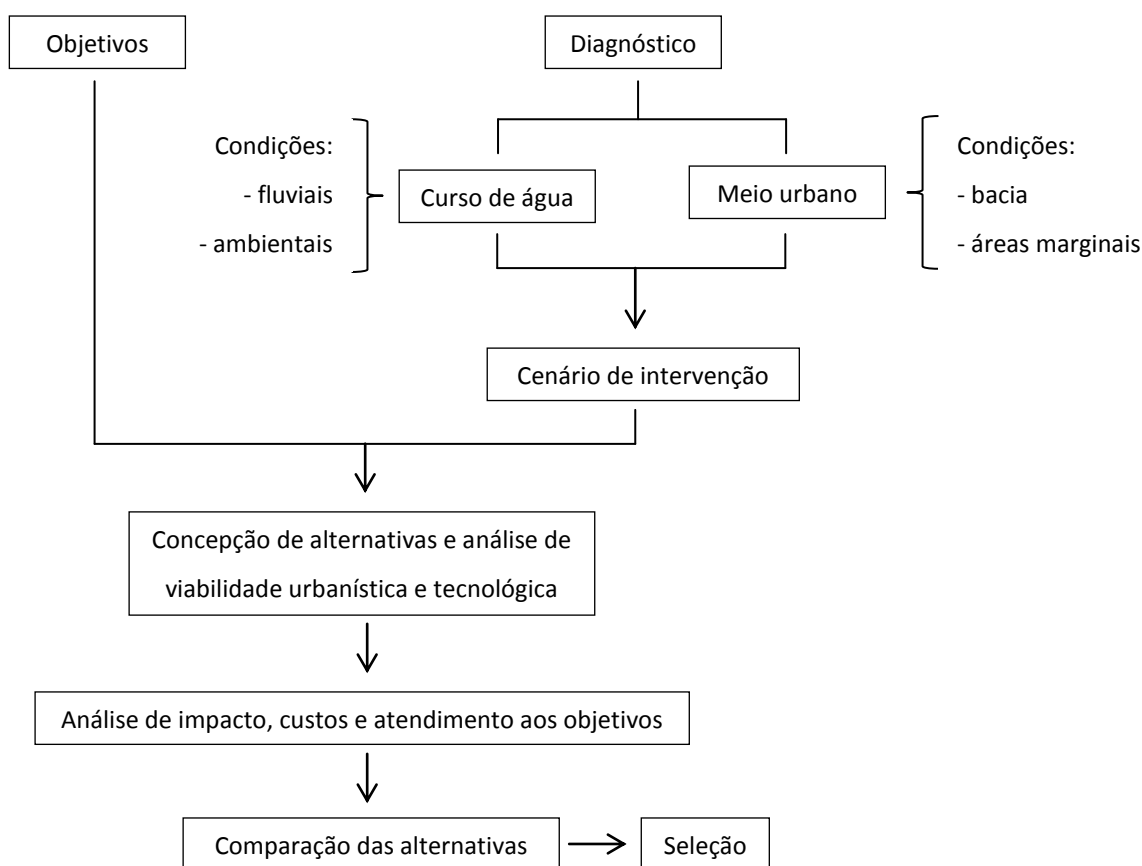 Objetivos
Diagnóstico
Condições:
- fluviais
- ambientais
Curso de água
Meio urbano
Condições:
- bacia
- áreas marginais
Cenário de intervenção
Concepção de alternativas e análise de
viabilidade urbanística e tecnológica
Análise de impacto, custos e atendimento aos objetivos
Comparação das alternativas
Seleção